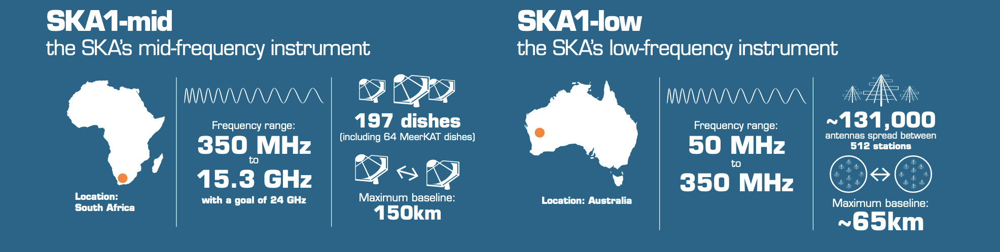 SKA1-mid
the SKA's mid-frequency instrument
Location:
South Africa
Frequency range:
350 MHz
to
15.3 GHz
with a goal of 24 GHz
197 dishes
(including 64 MeerKAT dishes)
Maximum baseline:
150km
SKA1-low
the SKA's low-frequency instrument
Location: Australia
Frequency range:
50 MHz
to
350 MHz
~131,000
antennas spread between
512 stations
Maximum baseline:
~65km